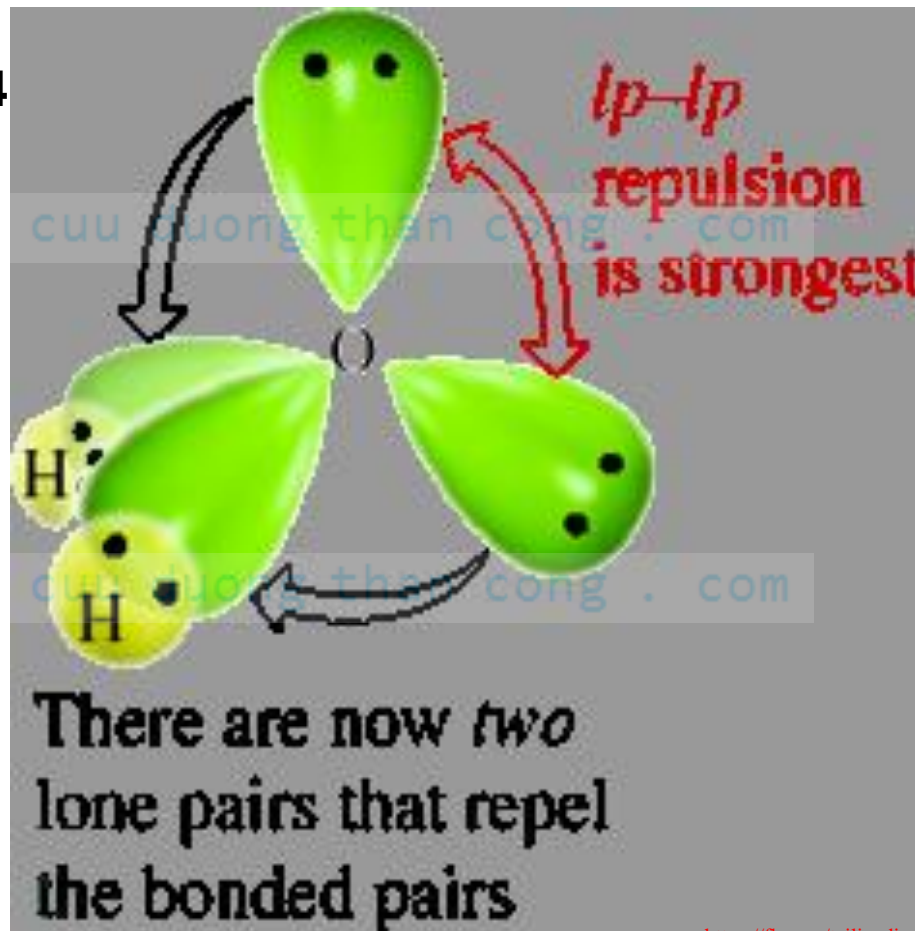 4
lp–lp
repulsion
is strongest
cuu duong than cong . com
O
H
H
cuu duong than cong . com
There are now two
lone pairs that repel
the bonded pairs